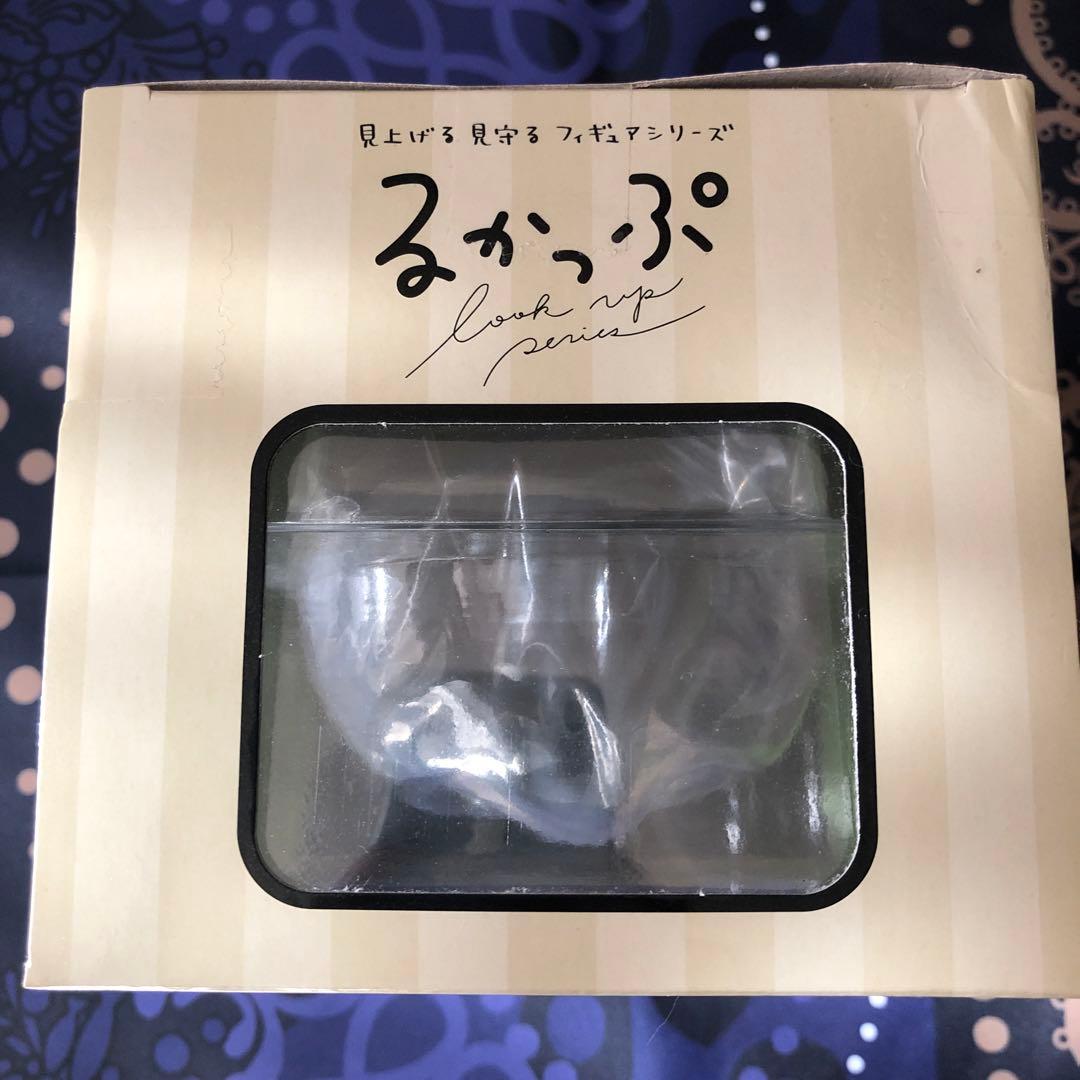 見上げる 見守る フィギュアシリーズ
るかっぷ
look up
series